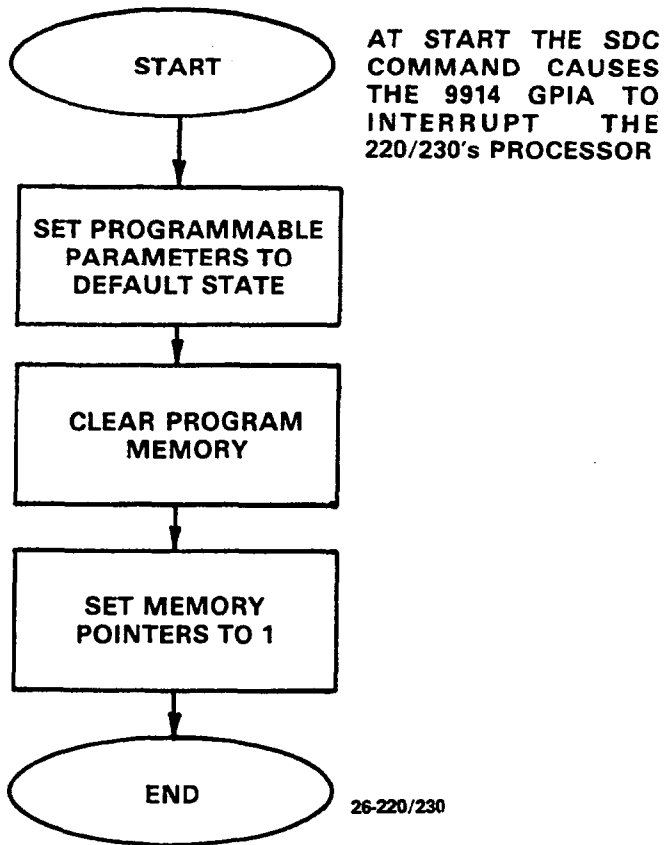 START
AT START THE SDC
COMMAND CAUSES
THE 9914 GPIA TO
INTERRUPT THE
220/230's PROCESSOR
SET PROGRAMMABLE
PARAMETERS TO
DEFAULT STATE
CLEAR PROGRAM
MEMORY
SET MEMORY
POINTERS TO 1
END
26-220/230